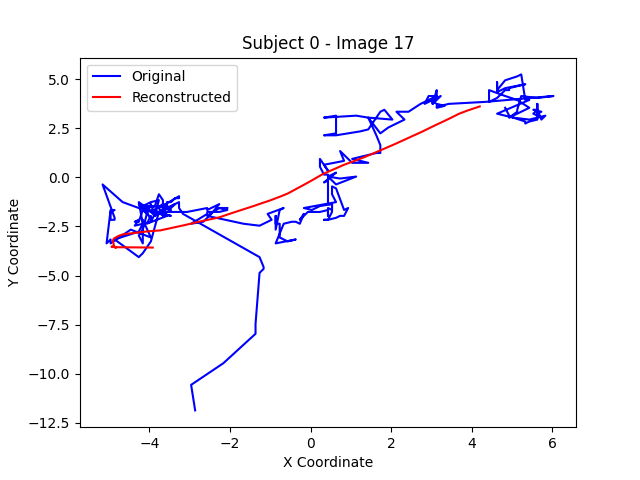 Subject 0 - Image 17
Original
Reconstructed
Y Coordinate
5.0
2.5
0.0
−2.5
−5.0
−7.5
−10.0
−12.5
−4
−2
0
2
4
6
X Coordinate